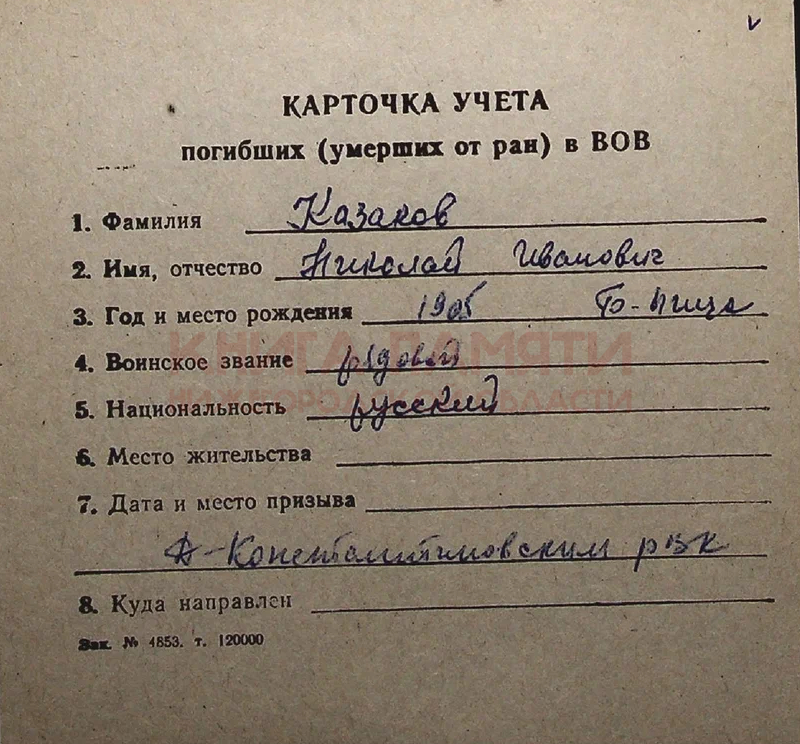 КАРТОЧКА УЧЕТА
погибших (умерших от ран) в ВОВ
1. Фамилия Казаков
2. Имя, отчество Николай Иванович
3. Год и место рождения 1905
4. Воинское звание рядовой
КНИГА ПАМЯТИ
5. Национальность русский
НИЖЕГОРОДСКОЙ ОБЛАСТИ
6. Место жительства
7. Дата и место призыва
Д-Константиновским рвк
8. Куда направлен
Зак. № 4853. т. 120000